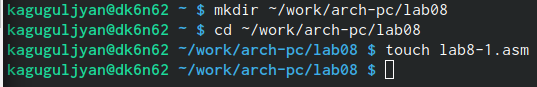 kaguguljyan@dk6n62 ~ $ mkdir ~/work/arch-pc/lab08
kaguguljyan@dk6n62 ~ $ cd ~/work/arch-pc/lab08
kaguguljyan@dk6n62 ~/work/arch-pc/lab08 $ touch lab8-1.asm
kaguguljyan@dk6n62 ~/work/arch-pc/lab08 $